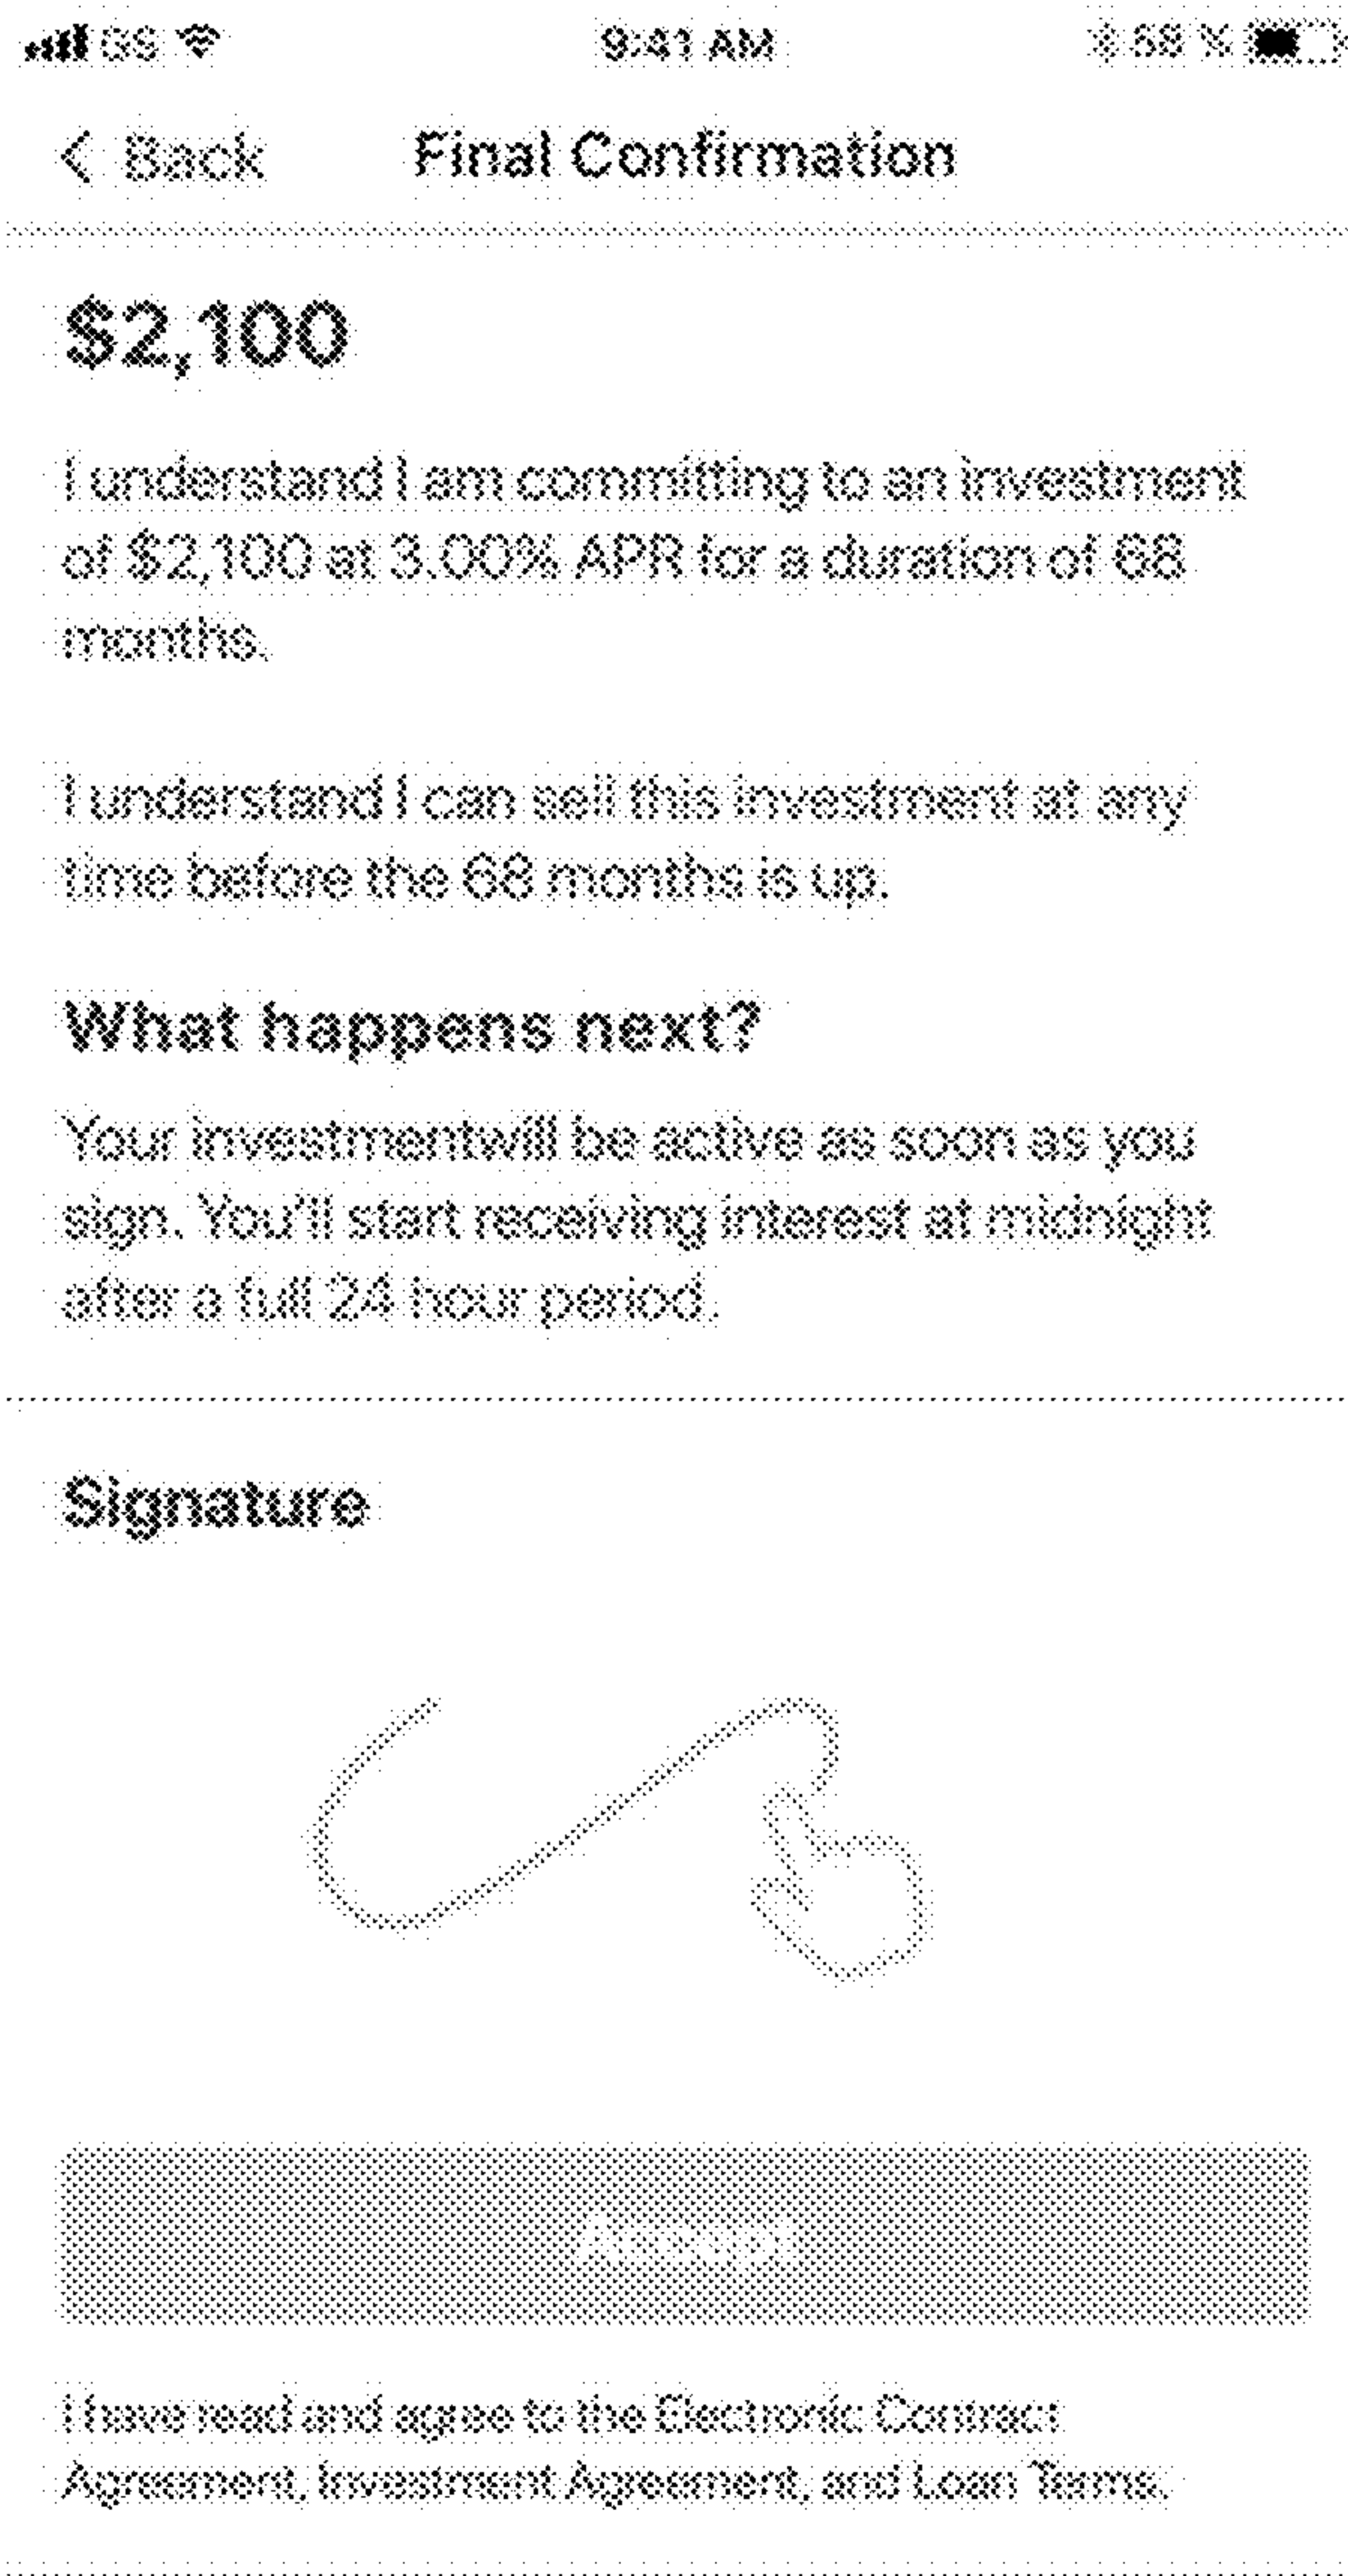 GS 9:41 AM 58 %
Back Final Confirmation
$2,100
I understand I am committing to an investment
of $2,100 at 3.00% APR for a duration of 68
months.
I understand I can sell this investment at any
time before the 68 months is up.
What happens next?
Your investmentwill be active as soon as you
sign. You'll start receiving interest at midnight
after a full 24 hour period.
Signature
Accept
I have read and agree to the Electronic Contract
Agreement, Investment Agreement, and Loan Terms.